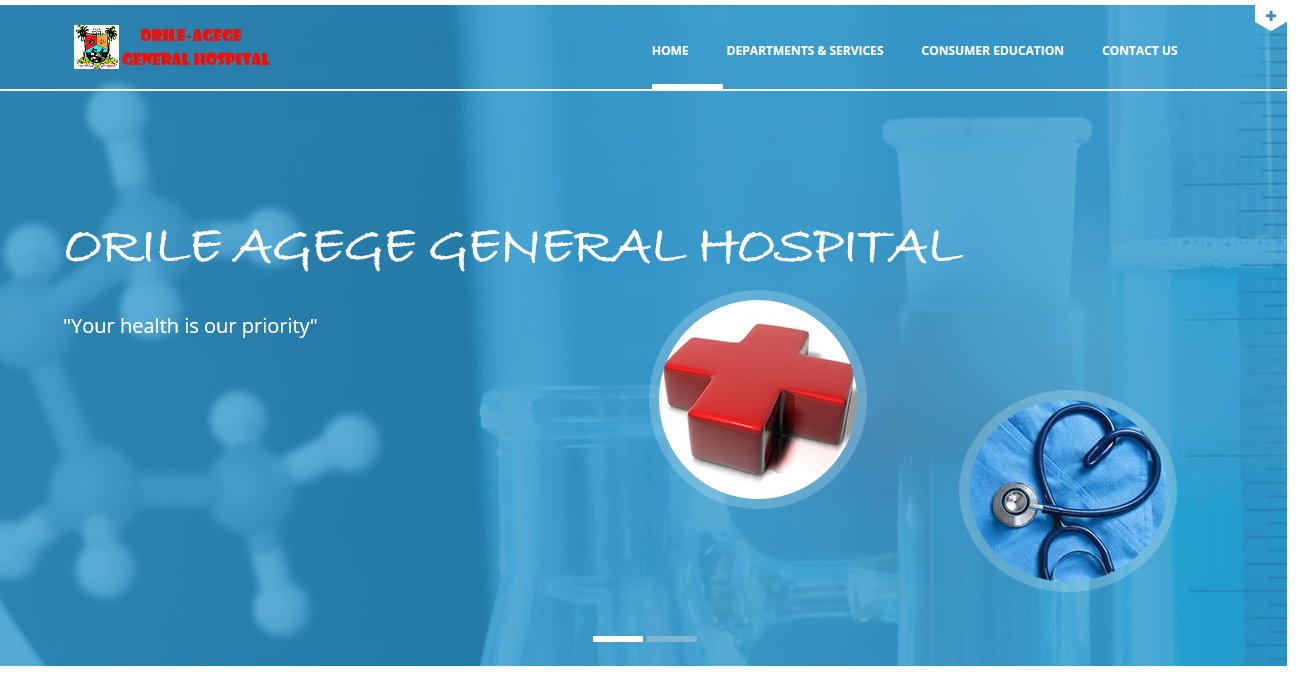 ORILE-AGEGE
GENERAL HOSPITAL
HOME
DEPARTMENTS & SERVICES
CONSUMER EDUCATION
CONTACT US
ORILE AGEGE GENERAL HOSPITAL
"Your health is our priority"